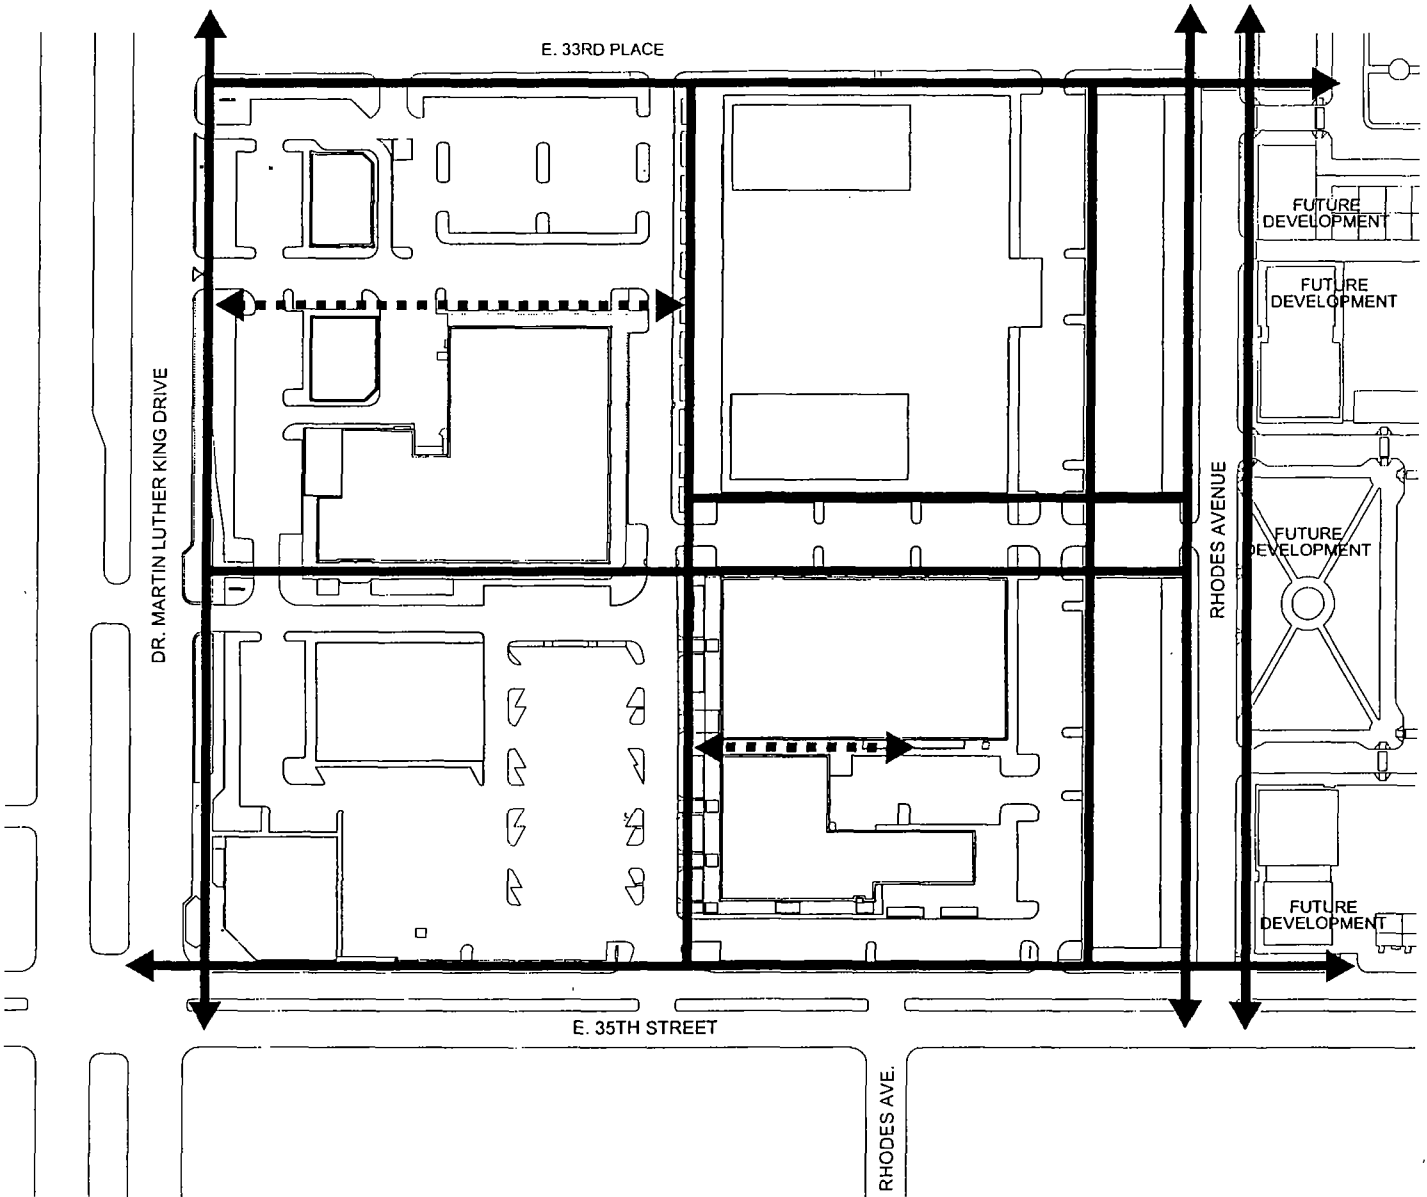 E. 33RD PLACE
FUTURE
DEVELOPMENT
FUTURE
DEVELOPMENT
DR. MARTIN LUTHER KING DRIVE
RHODES AVENUE
FUTURE
DEVELOPMENT
FUTURE
DEVELOPMENT
E. 35TH STREET
RHODES AVE.